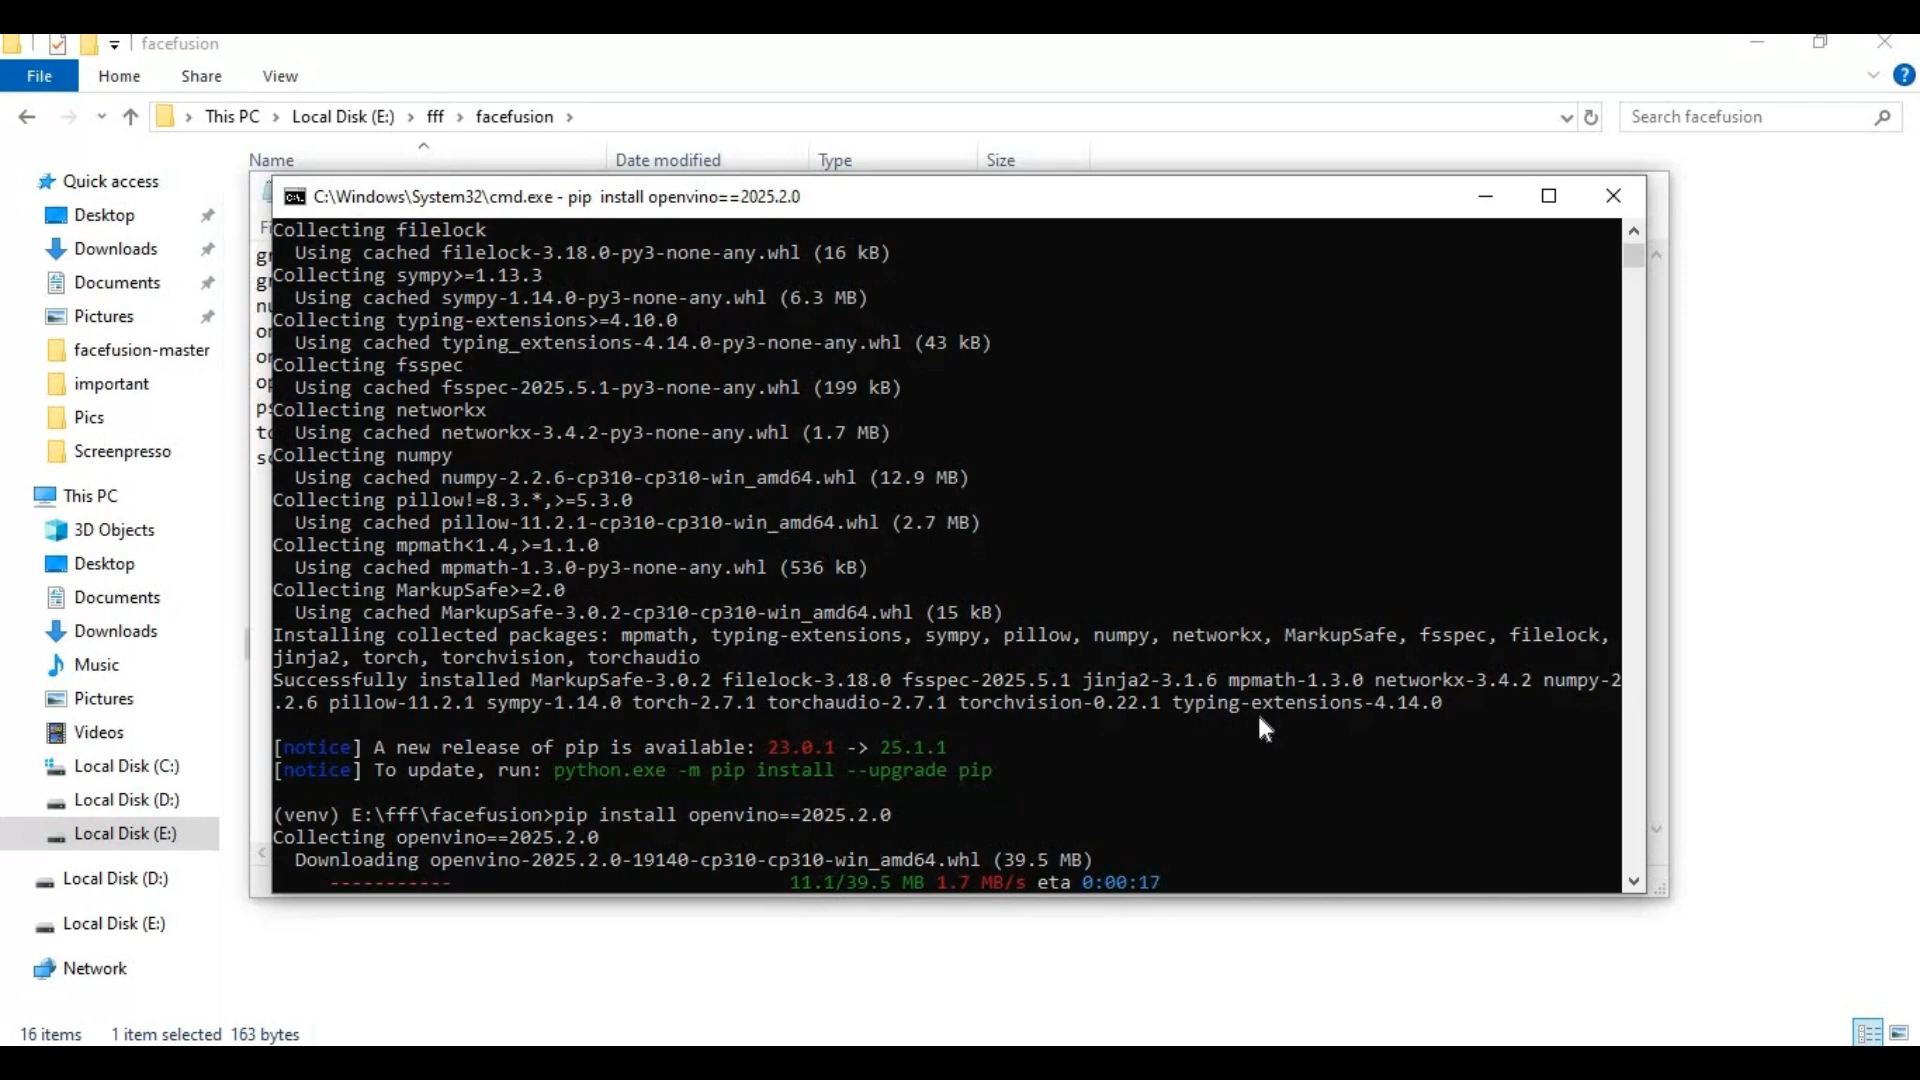 facefusion
File Home Share View
This PC Local Disk (E:) fff facefusion
Search facefusion
Name Date modified Type Size
Quick access
Desktop
Downloads
Documents
Pictures
facefusion-master
important
Pics
Screenpresso
This PC
3D Objects
Desktop
Documents
Downloads
Music
Pictures
Videos
Local Disk (C:)
Local Disk (D:)
Local Disk (E:)
Local Disk (D:)
Local Disk (E:)
Network
C:\Windows\System32\cmd.exe - pip install openvino==2025.2.0
Collecting filelock
Using cached filelock-3.18.0-py3-none-any.whl (16 kB)
Collecting sympy>=1.13.3
Using cached sympy-1.14.0-py3-none-any.whl (6.3 MB)
Collecting typing-extensions>=4.10.0
Using cached typing_extensions-4.14.0-py3-none-any.whl (43 kB)
Collecting fsspec
Using cached fsspec-2025.5.1-py3-none-any.whl (199 kB)
Collecting networkx
Using cached networkx-3.4.2-py3-none-any.whl (1.7 MB)
Collecting numpy
Using cached numpy-2.2.6-cp310-cp310-win_amd64.whl (12.9 MB)
Collecting pillow!=8.3.*,>=5.3.0
Using cached pillow-11.2.1-cp310-cp310-win_amd64.whl (2.7 MB)
Collecting mpmath<1.4,>=1.1.0
Using cached mpmath-1.3.0-py3-none-any.whl (536 kB)
Collecting MarkupSafe>=2.0
Using cached MarkupSafe-3.0.2-cp310-cp310-win_amd64.whl (15 kB)
Installing collected packages: mpmath, typing-extensions, sympy, pillow, numpy, networkx, MarkupSafe, fsspec, filelock,
jinja2, torch, torchvision, torchaudio
Successfully installed MarkupSafe-3.0.2 filelock-3.18.0 fsspec-2025.5.1 jinja2-3.1.6 mpmath-1.3.0 networkx-3.4.2 numpy-2
.2.6 pillow-11.2.1 sympy-1.14.0 torch-2.7.1 torchaudio-2.7.1 torchvision-0.22.1 typing-extensions-4.14.0
[notice] A new release of pip is available: 23.0.1 -> 25.1.1
[notice] To update, run: python.exe -m pip install --upgrade pip
(venv) E:\fff\facefusion>pip install openvino==2025.2.0
Collecting openvino==2025.2.0
Downloading openvino-2025.2.0-19140-cp310-cp310-win_amd64.whl (39.5 MB)
----------- 11.1/39.5 MB 1.7 MB/s eta 0:00:17
16 items 1 item selected 163 bytes